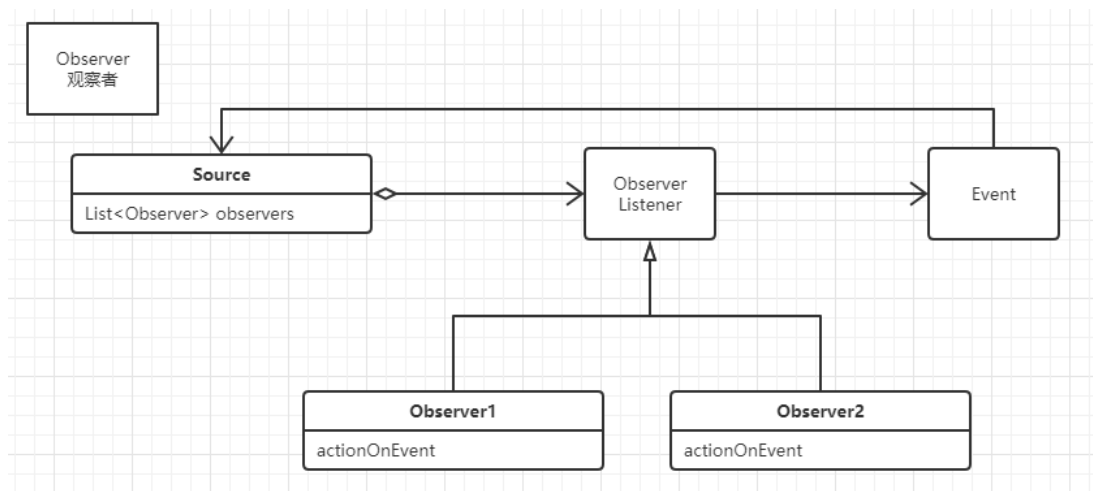 Observer
观察者
Source
List<Observer> observers
Observer
Listener
Event
Observer1
actionOnEvent
Observer2
actionOnEvent